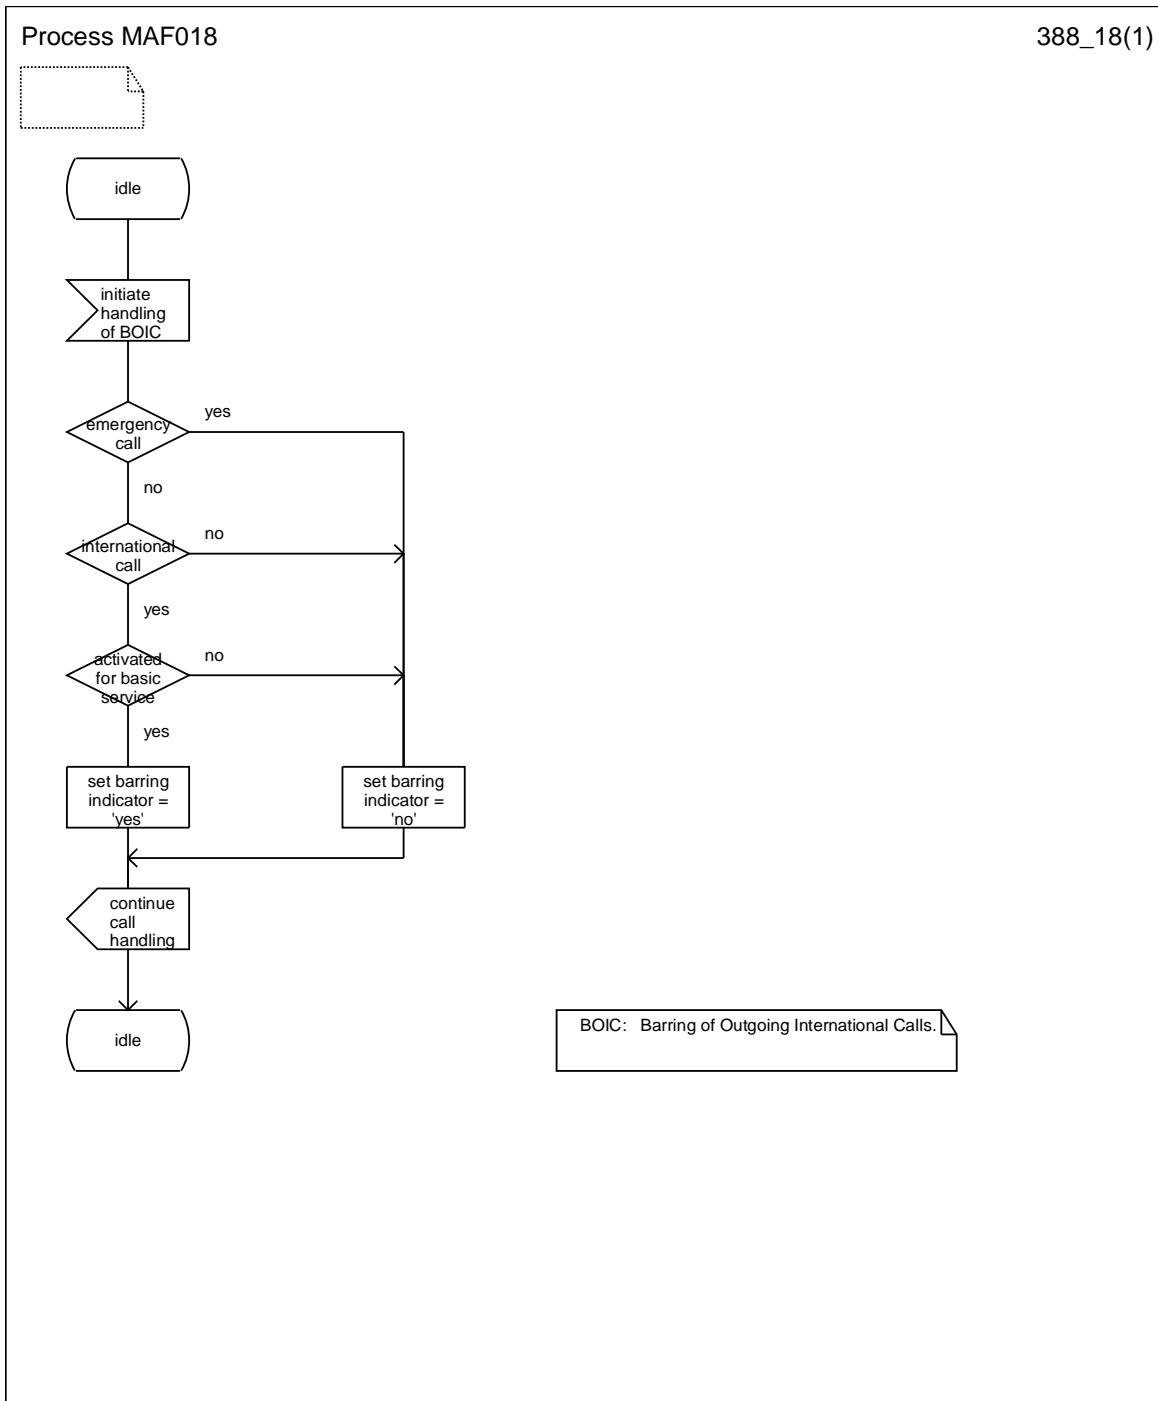 Process MAF018
388_18(1)
idle
initiate
handling
of BOIC
emergency
call
yes
no
international
call
no
yes
activated
for basic
service
no
yes
set barring
indicator =
'yes'
set barring
indicator =
'no'
continue
call
handling
idle
BOIC: Barring of Outgoing International Calls.